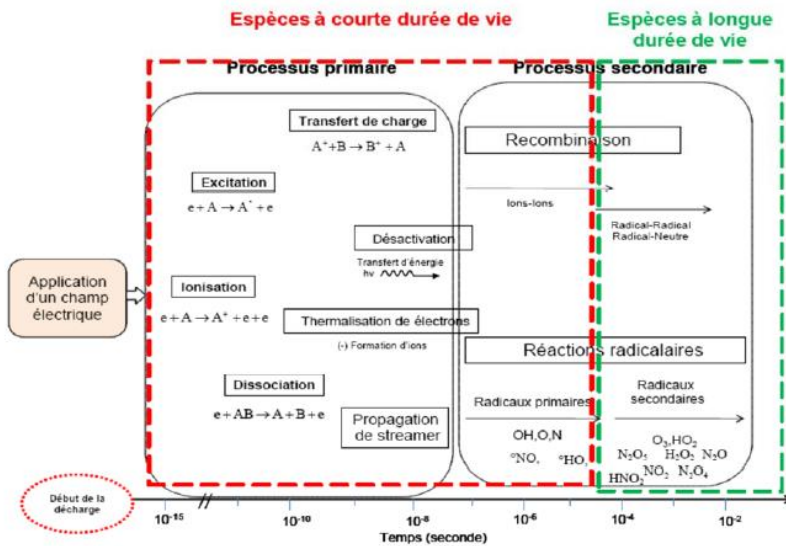 Espèces à courte durée de vie
Espèces à longue
durée de vie
Processus primaire
Processus secondaire
Transfert de charge
A⁺+B → B⁺ + A
Excitation
e + A → A* + e
Désactivation
Transfert d'énergie
hν
Application
d'un champ
électrique
Ionisation
e + A → A⁺ + e + e
Thermalisation de électrons
(-) Formation d'ions
Dissociation
e + AB → A + B + e
Propagation
de streamer
Recombinaison
Ions-Ions
Radical-Radical
Radical-Neutre
Réactions radicalaires
Radicaux primaires
OH,O,N
°NO, °HO,
Radicaux
secondaires
O₃,HO₂
N₂O₅ H₂O₂ N₂O
HNO₂ NO₂ N₂O₄
Début de la
décharge
10⁻¹⁵ 10⁻¹⁰ 10⁻⁸ 10⁻⁶ 10⁻⁴ 10⁻²
Temps (seconde)